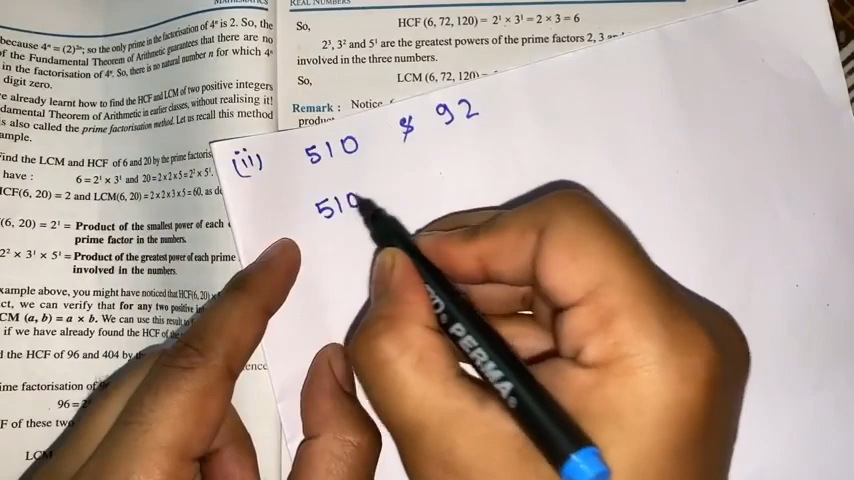 MATHEMATICS
because 4ⁿ = (2)²ⁿ; so the only prime in the factorisation of 4ⁿ is 2. So, the
of the Fundamental Theorem of Arithmetic guarantees that there are no
in the factorisation of 4ⁿ. So, there is no natural number n for which 4ⁿ
digit zero.
already learnt how to find the HCF and LCM of two positive integers
damental Theorem of Arithmetic in earlier classes, without realising it!
is also called the prime factorisation method. Let us recall this method
ample.
ind the LCM and HCF of 6 and 20 by the prime factoris
have : 6 = 2¹ × 3¹ and 20 = 2 × 2 × 5 = 2² × 5¹.
HCF(6, 20) = 2 and LCM(6, 20) = 2 × 2 × 3 × 5 = 60, as do
(6, 20) = 2¹ = Product of the smallest power of each
prime factor in the numbers.
2² × 3¹ × 5¹ = Product of the greatest power of each prime
involved in the numbers.
xample above, you might have noticed that HCF(6, 20) ×
ct, we can verify that for any two positive
CM (a, b) = a × b. We can use this result
if we have already found the HCF of the
d the HCF of 96 and 404 by
ime factorisation of
96 = 2
F of these two
LCM
REAL NUMBERS
So, HCF (6, 72, 120) = 2¹ × 3¹ = 2 × 3 = 6
2³, 3² and 5¹ are the greatest powers of the prime factors 2, 3
involved in the three numbers.
So, LCM (6, 72, 120) =
Remark : Notice
produc
ence
(ii) 510 & 92
510
PERMA